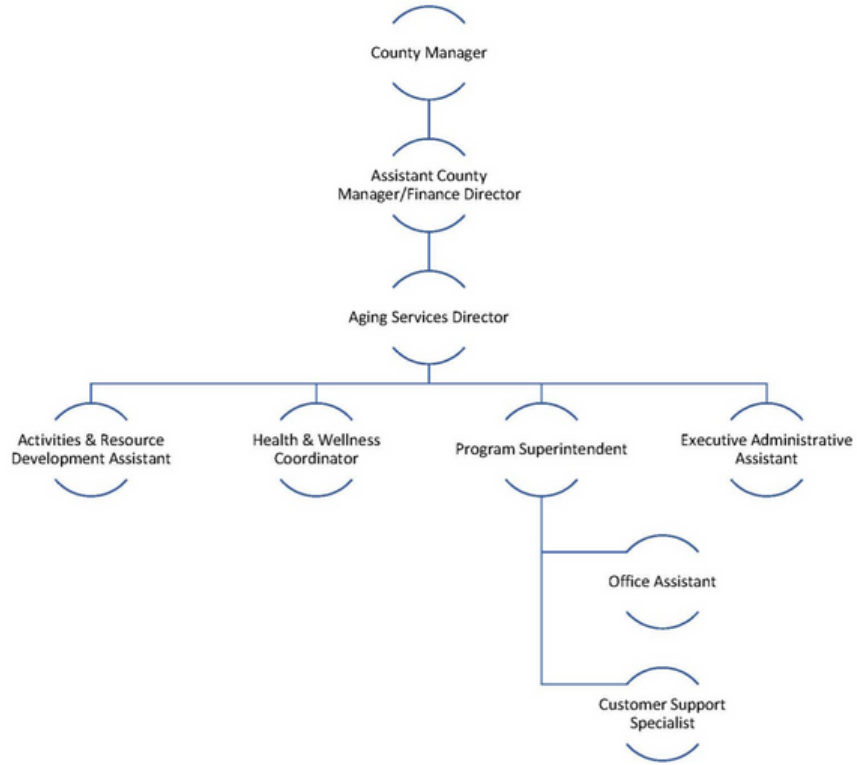 County Manager
Assistant County
Manager/Finance Director
Aging Services Director
Activities & Resource
Development Assistant
Health & Wellness
Coordinator
Program Superintendent
Executive Administrative
Assistant
Office Assistant
Customer Support
Specialist